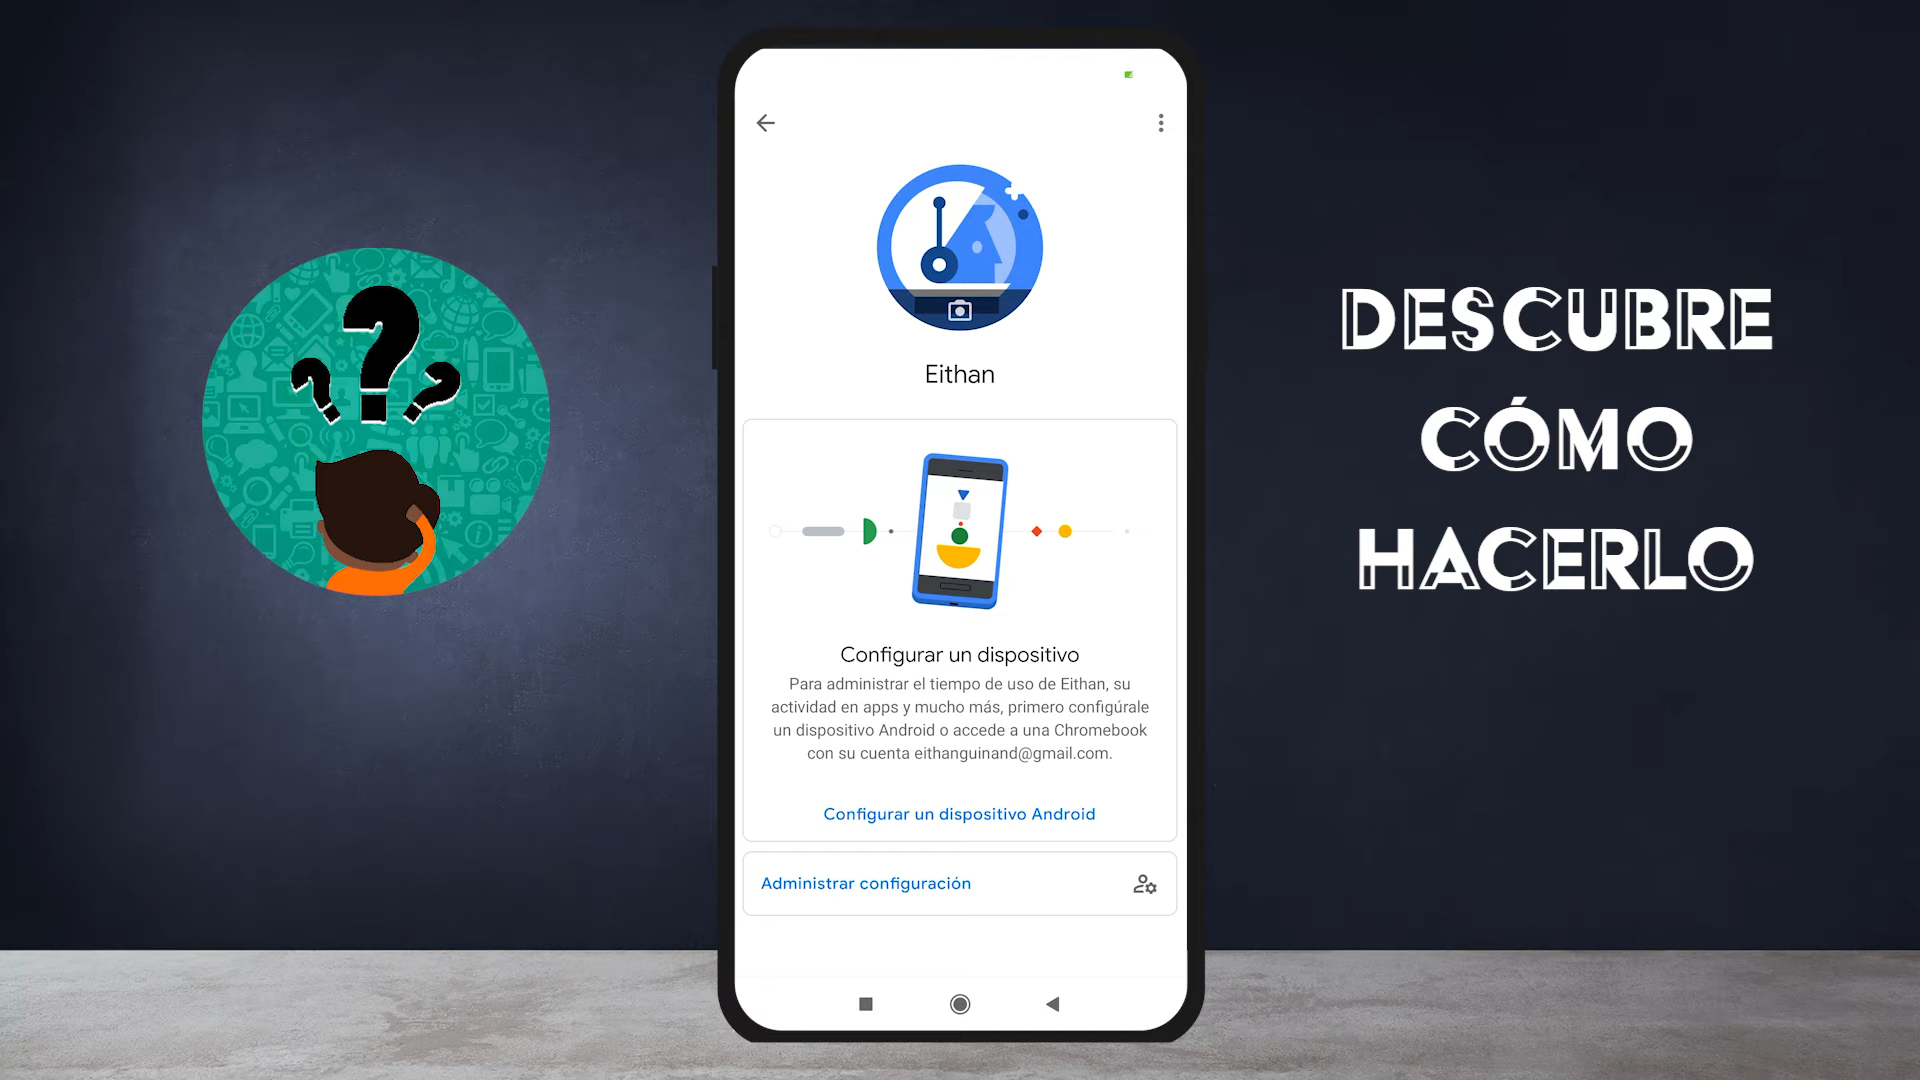 Eithan
Configurar un dispositivo
Para administrar el tiempo de uso de Eithan, su
actividad en apps y mucho más, primero configúrale
un dispositivo Android o accede a una Chromebook
con su cuenta eithanguinand@gmail.com.
Configurar un dispositivo Android
Administrar configuración
DESCUBRE
CÓMO
HACERLO